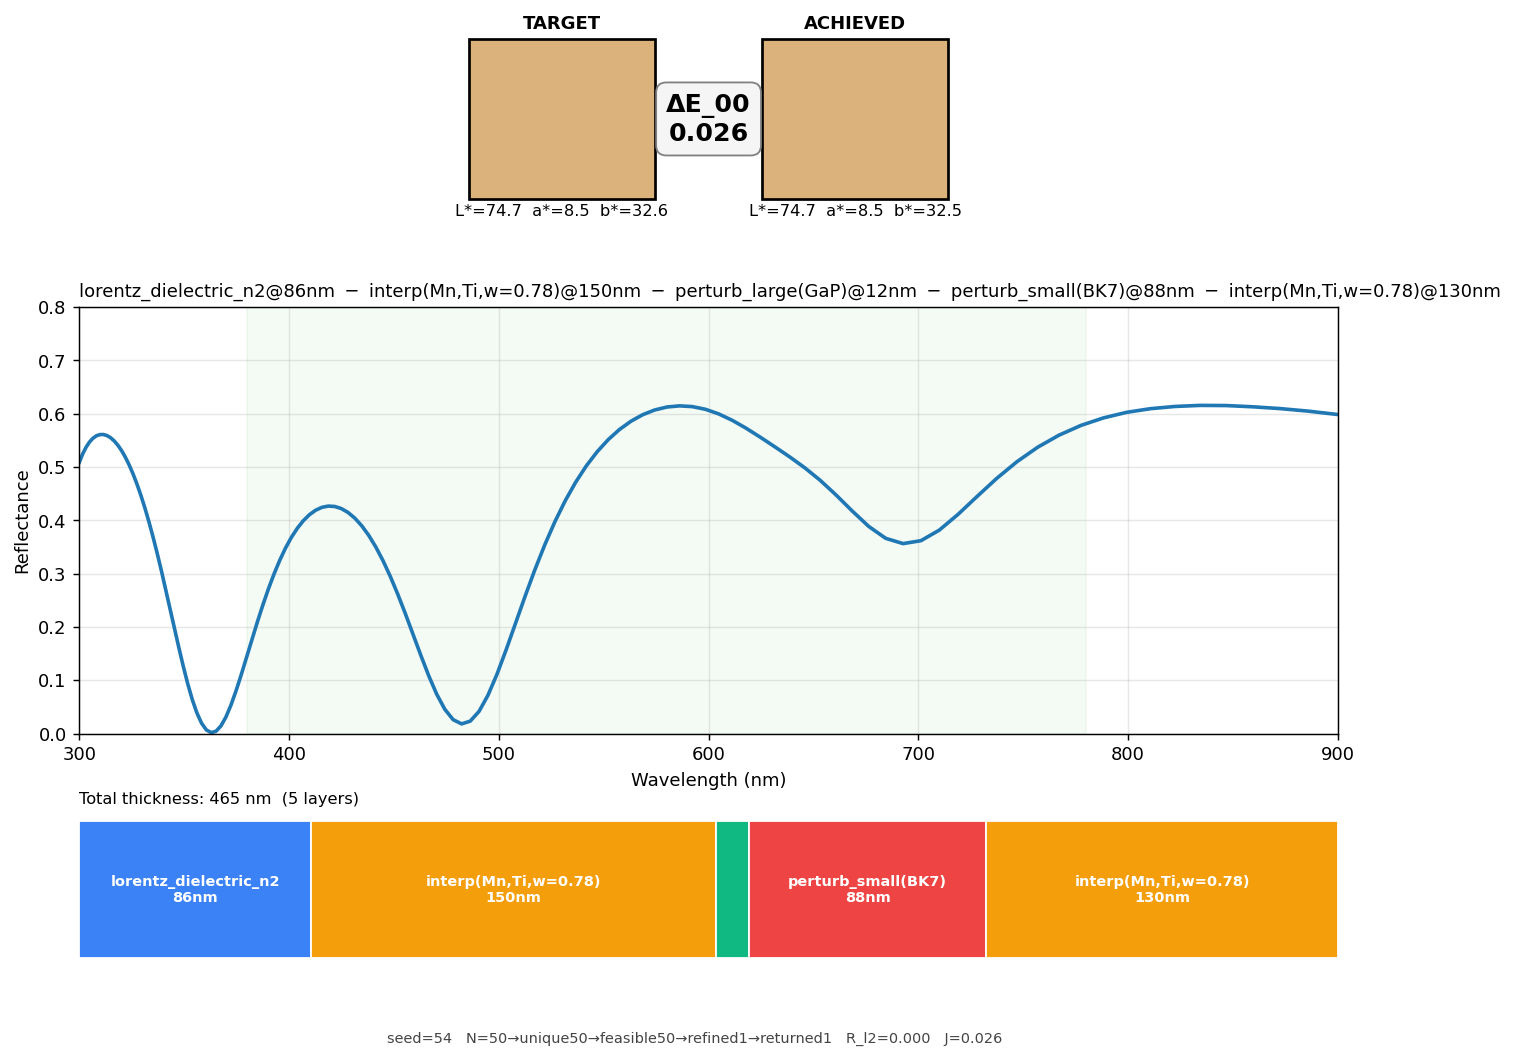 TARGET
ACHIEVED
ΔE_00
0.026
L*=74.7  a*=8.5  b*=32.6
L*=74.7  a*=8.5  b*=32.5
lorentz_dielectric_n2@86nm − interp(Mn,Ti,w=0.78)@150nm − perturb_large(GaP)@12nm − perturb_small(BK7)@88nm − interp(Mn,Ti,w=0.78)@130nm
0.8
0.7
0.6
0.5
0.4
0.3
0.2
0.1
0.0
Reflectance
300 400 500 600 700 800 900
Wavelength (nm)
Total thickness: 465 nm  (5 layers)
lorentz_dielectric_n2
86nm
interp(Mn,Ti,w=0.78)
150nm
perturb_small(BK7)
88nm
interp(Mn,Ti,w=0.78)
130nm
seed=54   N=50→unique50→feasible50→refined1→returned1   R_l2=0.000   J=0.026